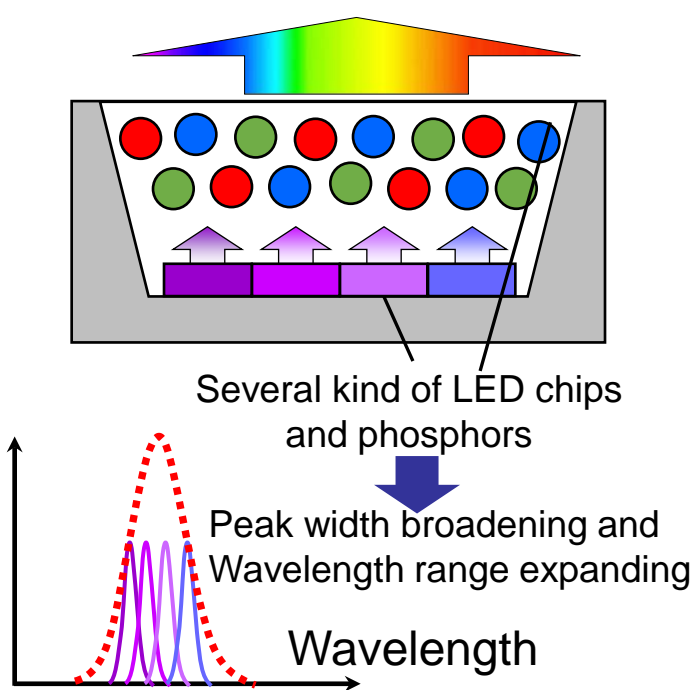 Several kind of LED chips
and phosphors
Peak width broadening and
Wavelength range expanding
Wavelength